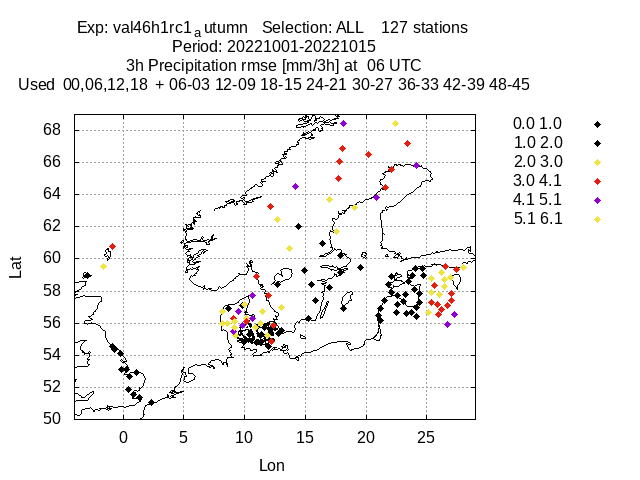 Exp: val46h1rc1autumn Selection: ALL 127 stations
Period: 20221001-20221015
3h Precipitation rmse [mm/3h] at 06 UTC
Used 00,06,12,18 + 06-03 12-09 18-15 24-21 30-27 36-33 42-39 48-45
68
66
64
62
60
58
56
54
52
50
Lat
0 5 10 15 20 25
Lon
0.0 1.0
1.0 2.0
2.0 3.0
3.0 4.1
4.1 5.1
5.1 6.1